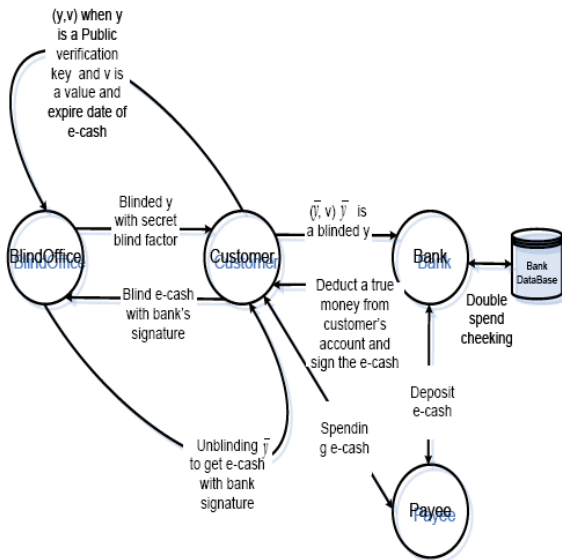 (y,v) when y
is a Public
verification
key and v is
a value and
expire date of
e-cash
Blinded y
with secret
blind factor
(ȳ, v) ȳ is
a blinded y
BlindOffice
Customer
Bank
Bank
DataBase
Blind e-cash
with bank's
signature
Deduct a true
money from
customer's
account and
sign the e-cash
Double
spend
cheeking
Deposit
e-cash
Spendin
g e-cash
Unblinding ȳ
to get e-cash
with bank
signature
Payee